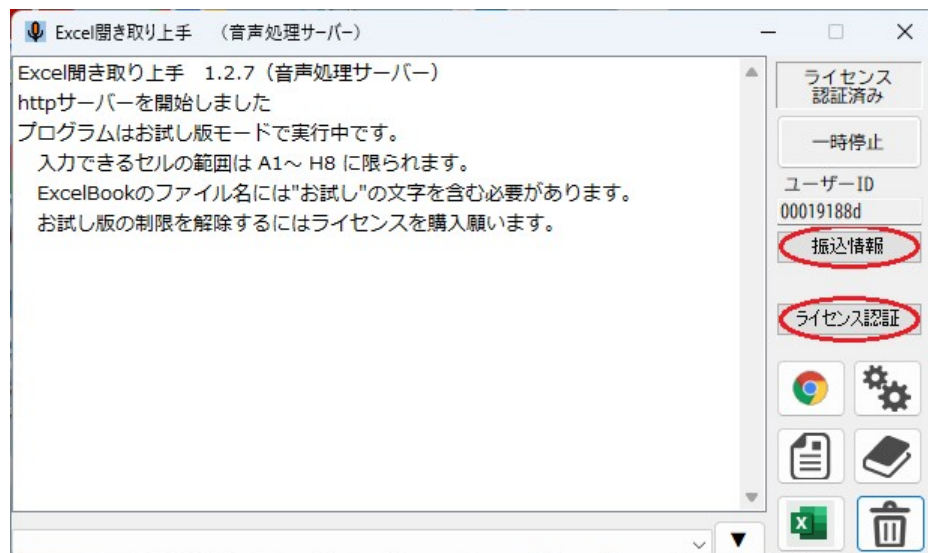 Excel聞き取り上手　（音声処理サーバー）
Excel聞き取り上手　1.2.7（音声処理サーバー）
httpサーバーを開始しました
プログラムはお試し版モードで実行中です。
入力できるセルの範囲は A1～ H8 に限られます。
ExcelBookのファイル名には"お試し"の文字を含む必要があります。
お試し版の制限を解除するにはライセンスを購入願います。
ライセンス
認証済み
一時停止
ユーザーID
00019188d
振込情報
ライセンス認証
X